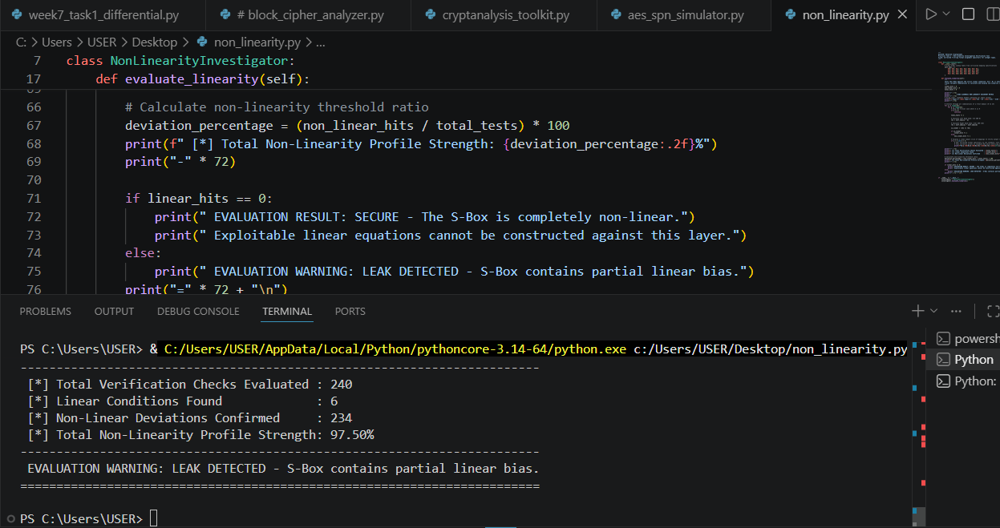 week7_task1_differential.py # block_cipher_analyzer.py cryptanalysis_toolkit.py aes_spn_simulator.py non_linearity.py
C: > Users > USER > Desktop > non_linearity.py > ...
7 class NonLinearityInvestigator:
17 def evaluate_linearity(self):
66 # Calculate non-linearity threshold ratio
67 deviation_percentage = (non_linear_hits / total_tests) * 100
68 print(f" [*] Total Non-Linearity Profile Strength: {deviation_percentage:.2f}%")
69 print("-" * 72)
70
71 if linear_hits == 0:
72 print(" EVALUATION RESULT: SECURE - The S-Box is completely non-linear.")
73 print(" Exploitable linear equations cannot be constructed against this layer.")
74 else:
75 print(" EVALUATION WARNING: LEAK DETECTED - S-Box contains partial linear bias.")
76 print("=" * 72 + "\n")
PROBLEMS OUTPUT DEBUG CONSOLE TERMINAL PORTS
PS C:\Users\USER> & C:/Users/USER/AppData/Local/Python/pythoncore-3.14-64/python.exe c:/Users/USER/Desktop/non_linearity.py
------------------------------------------------------------------------
[*] Total Verification Checks Evaluated : 240
[*] Linear Conditions Found : 6
[*] Non-Linear Deviations Confirmed : 234
[*] Total Non-Linearity Profile Strength: 97.50%
------------------------------------------------------------------------
EVALUATION WARNING: LEAK DETECTED - S-Box contains partial linear bias.
========================================================================
PS C:\Users\USER>
powersh
Python
Python: